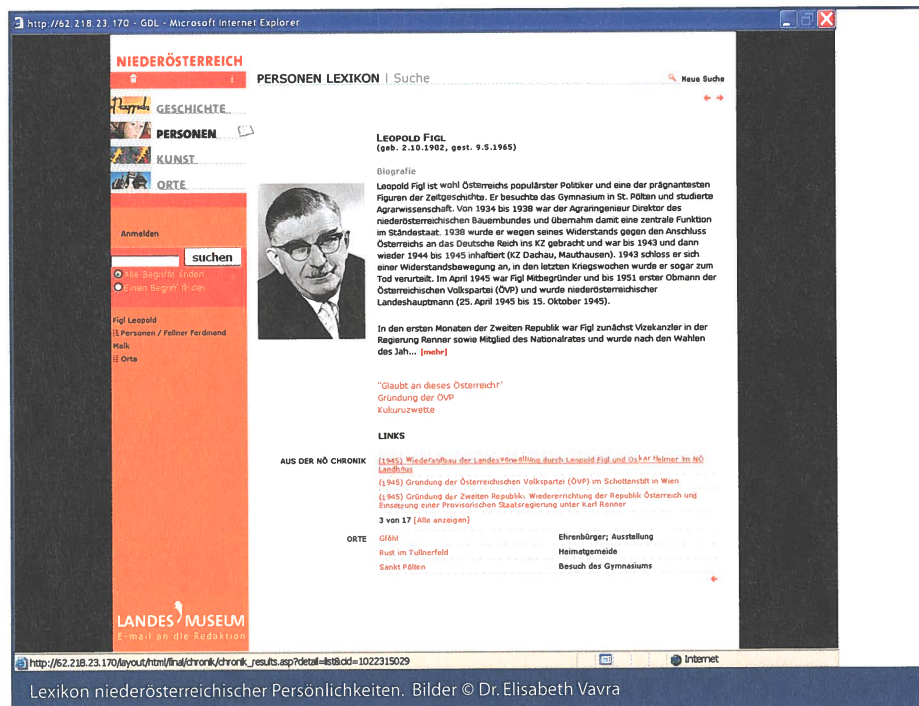 http://62.218.23.170 - GDL - Microsoft Internet Explorer
NIEDERÖSTERREICH
PERSONEN LEXIKON | Suche
Neue Suche
GESCHICHTE
PERSONEN
KUNST
ORTE
Anmelden
suchen
Alle Begriffe finden
Einen Begriff finden
Figl Leopold
Personen / Fellner Ferdinand
Melk
Orte
LEOPOLD FIGL
(geb. 2.10.1902, gest. 9.5.1965)
Biografie
Leopold Figl ist wohl Österreichs populärster Politiker und eine der prägnantesten
Figuren der Zeitgeschichte. Er besuchte das Gymnasium in St. Pölten und studierte
Agrarwissenschaft. Von 1934 bis 1938 war der Agraringenieur Direktor des
niederösterreichischen Bauernbundes und übernahm damit eine zentrale Funktion
im Ständestaat. 1938 wurde er wegen seines Widerstands gegen den Anschluss
Österreichs an das Deutsche Reich ins KZ gebracht und war bis 1943 und dann
wieder 1944 bis 1945 inhaftiert (KZ Dachau, Mauthausen). 1943 schloss er sich
einer Widerstandsbewegung an, in den letzten Kriegswochen wurde er sogar zum
Tod verurteilt. Im April 1945 war Figl Mitbegründer und bis 1951 erster Obmann der
Österreichischen Volkspartei (ÖVP) und wurde niederösterreichischer
Landeshauptmann (25. April 1945 bis 15. Oktober 1945).
In den ersten Monaten der Zweiten Republik war Figl zunächst Vizekanzler in der
Regierung Renner sowie Mitglied des Nationalrates und wurde nach den Wahlen
des Jah... [mehr]
"Glaubt an dieses Österreich!"
Gründung der ÖVP
Kukuruzwette
LINKS
AUS DER NÖ CHRONIK
(1945) Wiederaufbau der Landesverwaltung durch Leopold Figl und Oskar Helmer im NÖ
Landhaus
(1945) Gründung der Österreichischen Volkspartei (ÖVP) im Schottenstift in Wien
(1945) Gründung der Zweiten Republik: Wiedererrichtung der Republik Österreich und
Einsetzung einer Provisorischen Staatsregierung unter Karl Renner
3 von 17 [Alle anzeigen]
ORTE
Gföhl Ehrenbürger; Ausstellung
Rust im Tullnerfeld Heimatgemeide
Sankt Pölten Besuch des Gymnasiums
LANDES MUSEUM
E-mail an die Redaktion
http://62.218.23.170/layout/html/final/chronik/chronik_results.asp?detail=list&cid=1022315029
Internet
Lexikon niederösterreichischer Persönlichkeiten. Bilder © Dr. Elisabeth Vavra